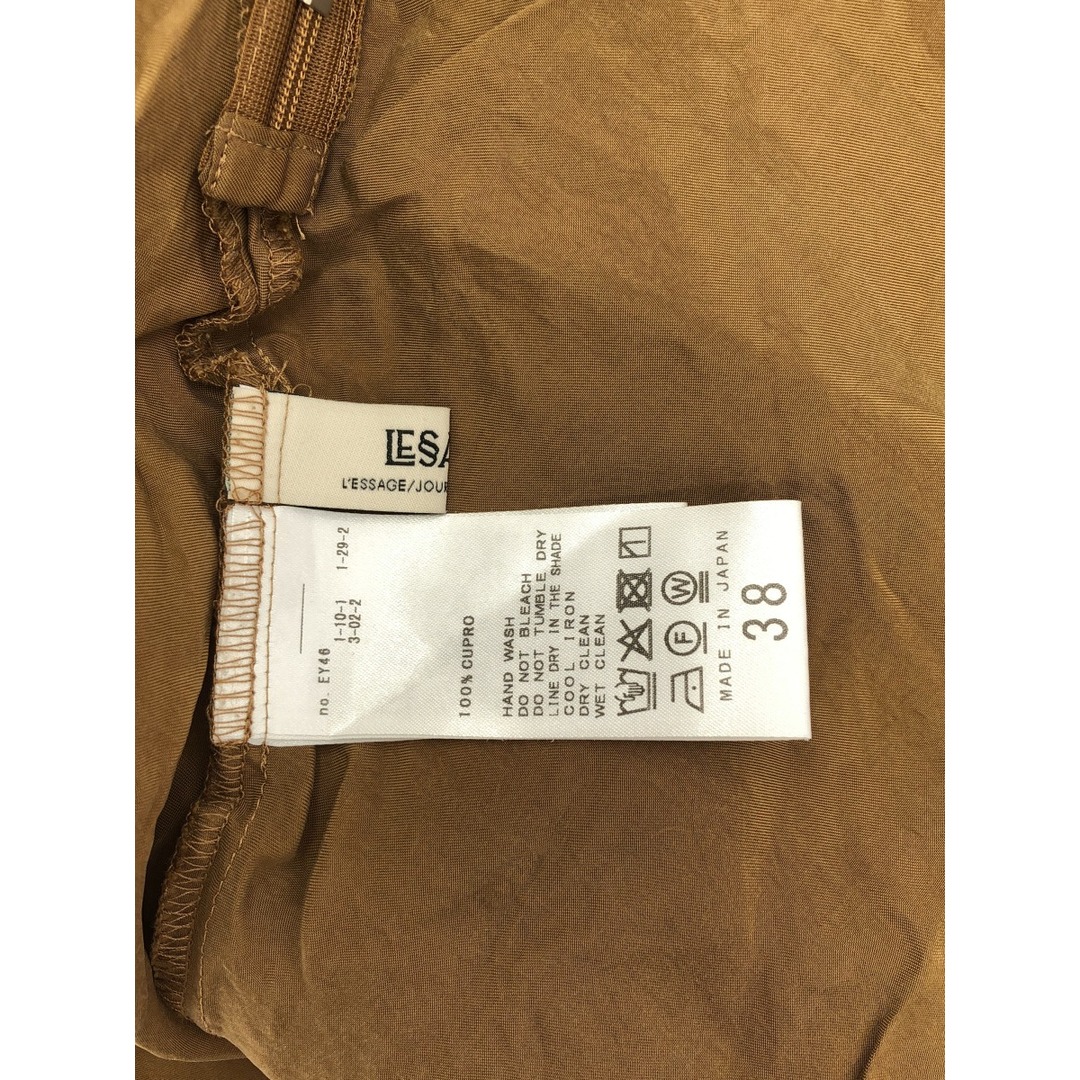 LESSA
L'ESSAGE/JOUR
no. EY46
1-10-1 1-29-2
3-02-2
100% CUPRO
HAND WASH
DO NOT BLEACH
DO NOT TUMBLE DRY
LINE DRY IN THE SHADE
COOL IRON
DRY CLEAN
WET CLEAN
F W
MADE IN JAPAN
38